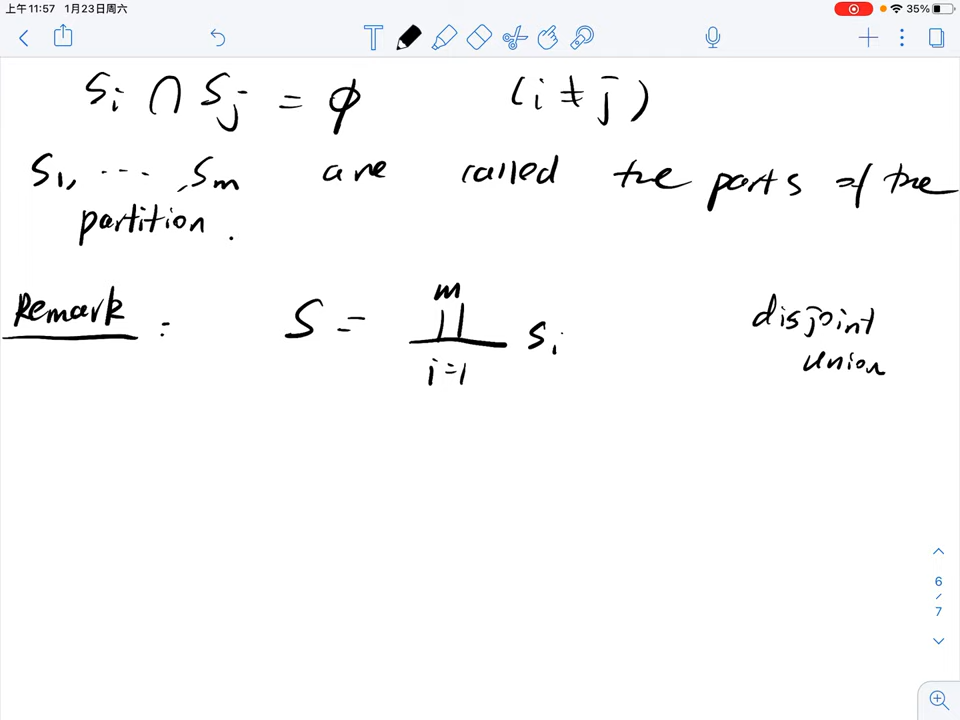 上午11:57 1月23日周六 35%
Si ∩ Sj = ϕ (i ≠ j)
S1, ⋯ , Sm are called the parts of the
partition .
Remark : S = ∐ Si disjoint
m
i=1
union
T
6
/
7